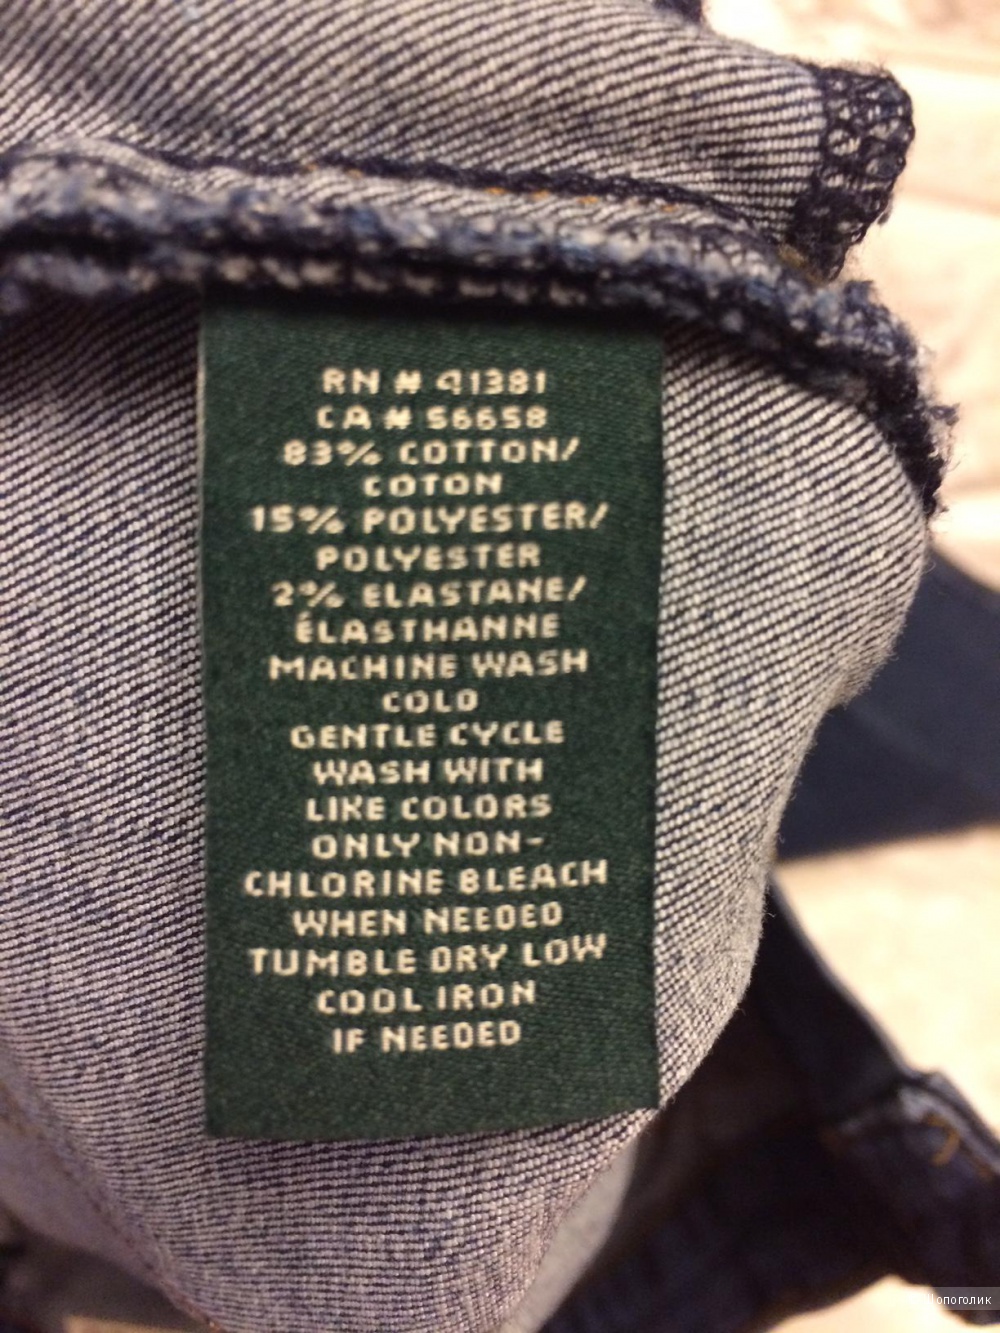 RN # 41381
CA # 56658
83% COTTON/
COTON
15% POLYESTER/
POLYESTER
2% ELASTANE/
ÉLASTHANNE
MACHINE WASH
COLD
GENTLE CYCLE
WASH WITH
LIKE COLORS
ONLY NON-
CHLORINE BLEACH
WHEN NEEDED
TUMBLE DRY LOW
COOL IRON
IF NEEDED
Шопоголик